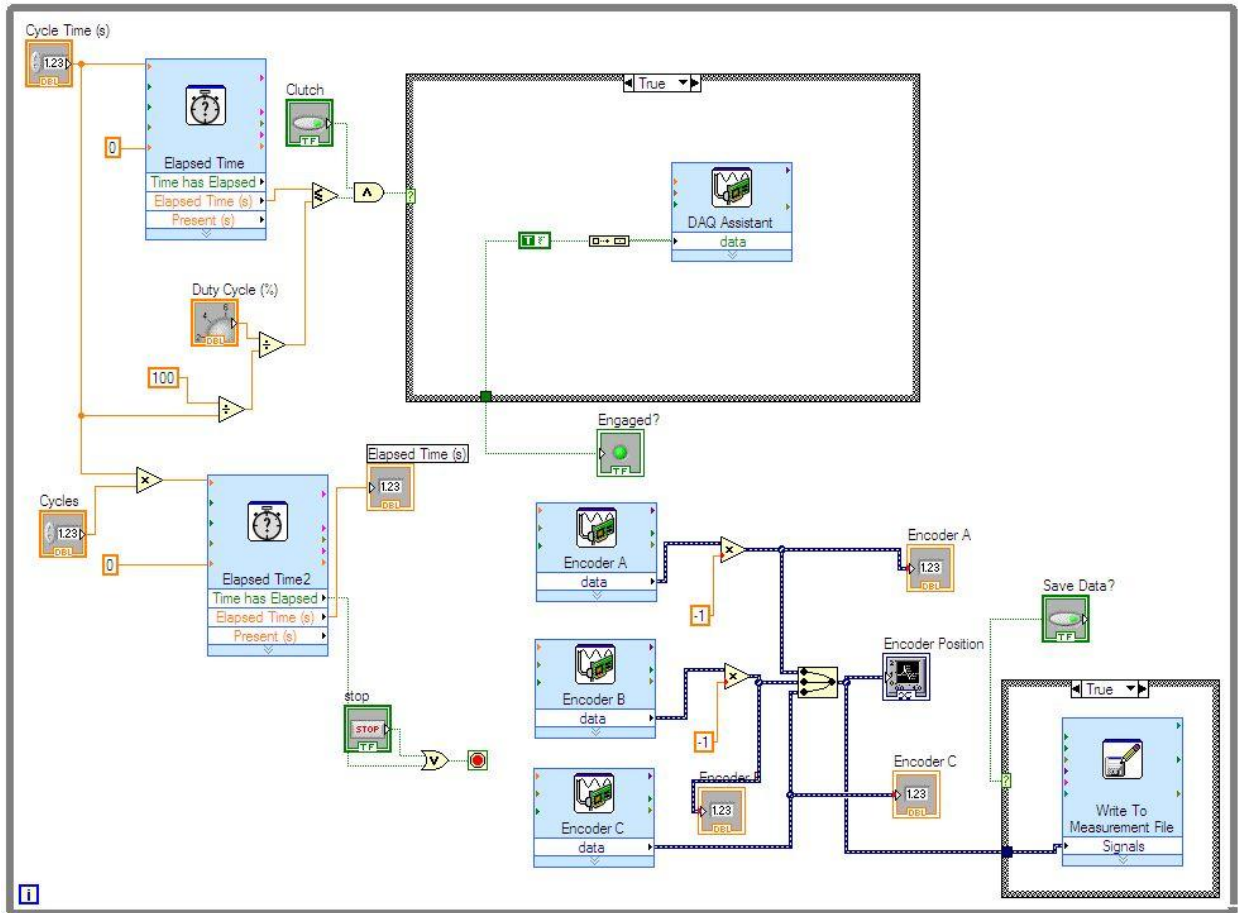 Cycle Time (s)
1.23
DBL
0
Elapsed Time
Time has Elapsed
Elapsed Time (s)
Present (s)
Clutch
TF
True
DAQ Assistant
data
T
Duty Cycle (%)
4
6
2
DBL
100
Engaged?
TF
Elapsed Time (s)
1.23
DBL
Cycles
1.23
DBL
0
Elapsed Time2
Time has Elapsed
Elapsed Time (s)
Present (s)
stop
STOP
TF
Encoder A
data
-1
Encoder A
1.23
DBL
Encoder B
data
-1
Encoder
1.23
DBL
Encoder Position
Encoder C
data
Encoder C
1.23
DBL
Save Data?
TF
True
Write To
Measurement File
Signals
i